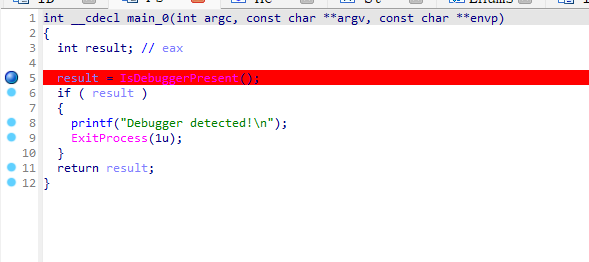 1 int __cdecl main_0(int argc, const char **argv, const char **envp)
2 {
3   int result; // eax
4
5   result = IsDebuggerPresent();
6   if ( result )
7   {
8     printf("Debugger detected!\n");
9     ExitProcess(1u);
10   }
11   return result;
12 }